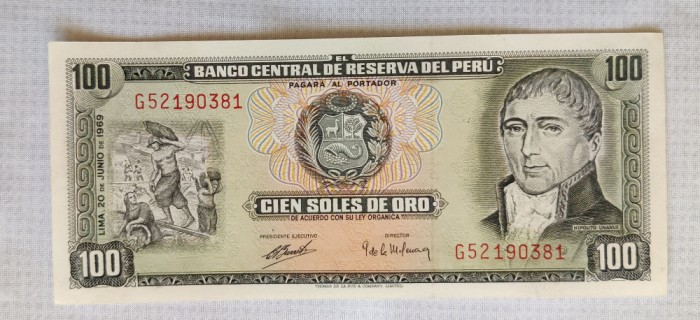 100
EL
BANCO CENTRAL DE RESERVA DEL PERÚ
100
PAGARÁ AL PORTADOR
G52190381
LIMA, 20 DE JUNIO DE 1969
CIEN SOLES DE ORO
DE ACUERDO CON SU LEY ORGANICA
HIPOLITO UNANUE
PRESIDENTE EJECUTIVO
DIRECTOR
G52190381
100
100
THOMAS DE LA RUE & COMPANY, LIMITED.